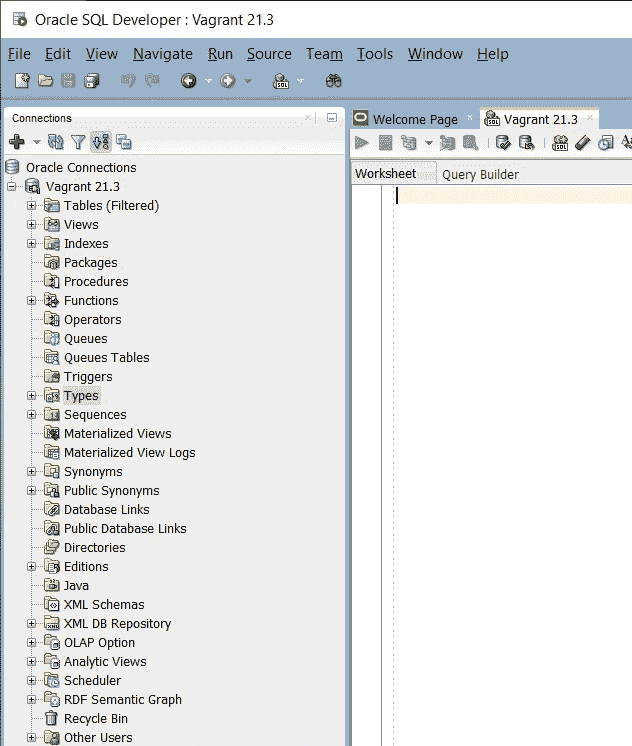 Oracle SQL Developer : Vagrant 21.3
File Edit View Navigate Run Source Team Tools Window Help
Connections
Welcome Page
Vagrant 21.3
Worksheet
Query Builder
Oracle Connections
Vagrant 21.3
Tables (Filtered)
Views
Indexes
Packages
Procedures
Functions
Operators
Queues
Queues Tables
Triggers
Types
Sequences
Materialized Views
Materialized View Logs
Synonyms
Public Synonyms
Database Links
Public Database Links
Directories
Editions
Java
XML Schemas
XML DB Repository
OLAP Option
Analytic Views
Scheduler
RDF Semantic Graph
Recycle Bin
Other Users